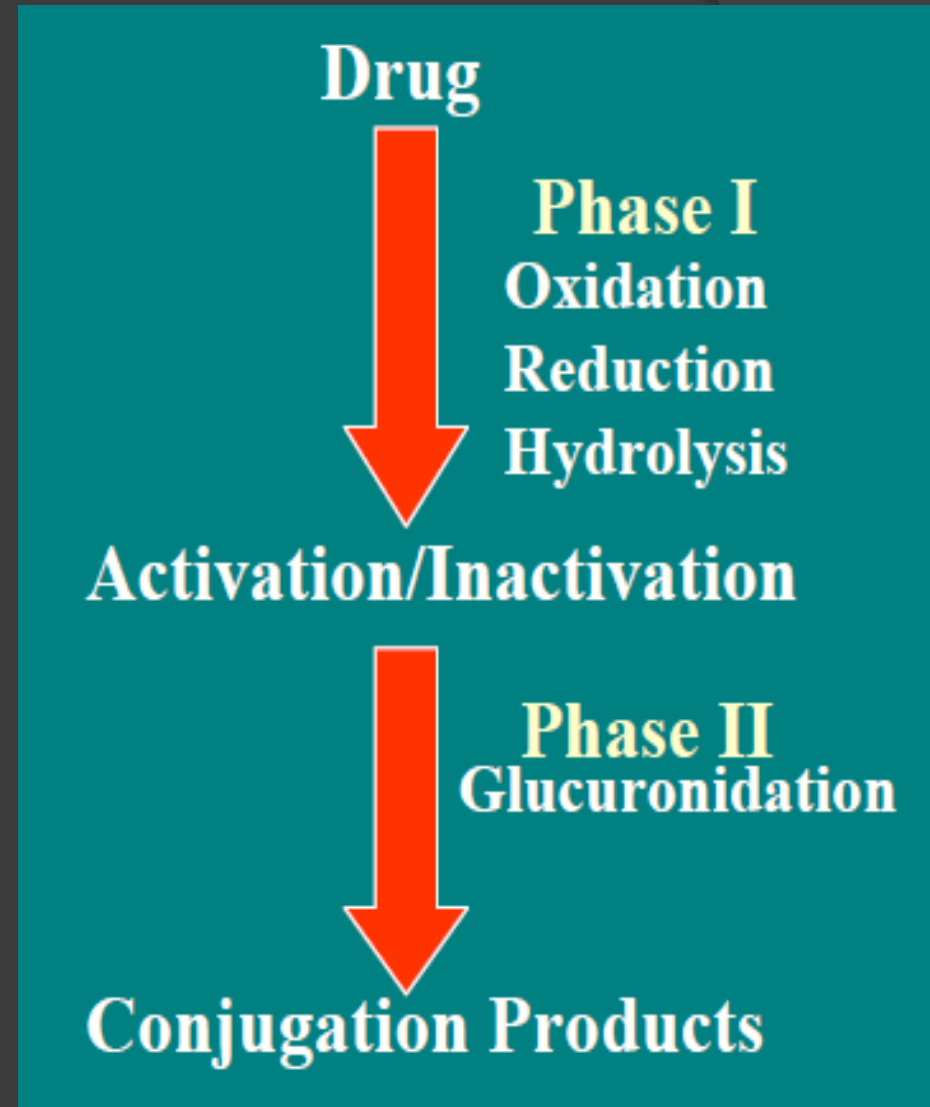 Drug
Phase I
Oxidation
Reduction
Hydrolysis
Activation/Inactivation
Phase II
Glucuronidation
Conjugation Products